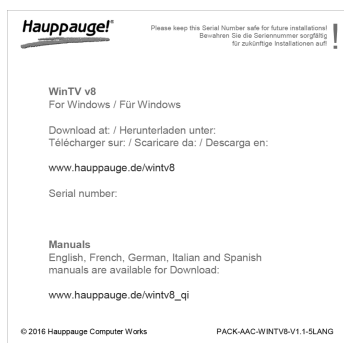 Hauppauge!®
Please keep this Serial Number safe for future installations!
Bewahren Sie die Seriennummer sorgfältig
für zukünftige Installationen auf!
!
WinTV v8
For Windows / Für Windows
Download at: / Herunterladen unter:
Télécharger sur: / Scaricare da: / Descarga en:
www.hauppauge.de/wintv8
Serial number:
Manuals
English, French, German, Italian and Spanish
manuals are available for Download:
www.hauppauge.de/wintv8_qi
© 2016 Hauppauge Computer Works
PACK-AAC-WINTV8-V1.1-5LANG